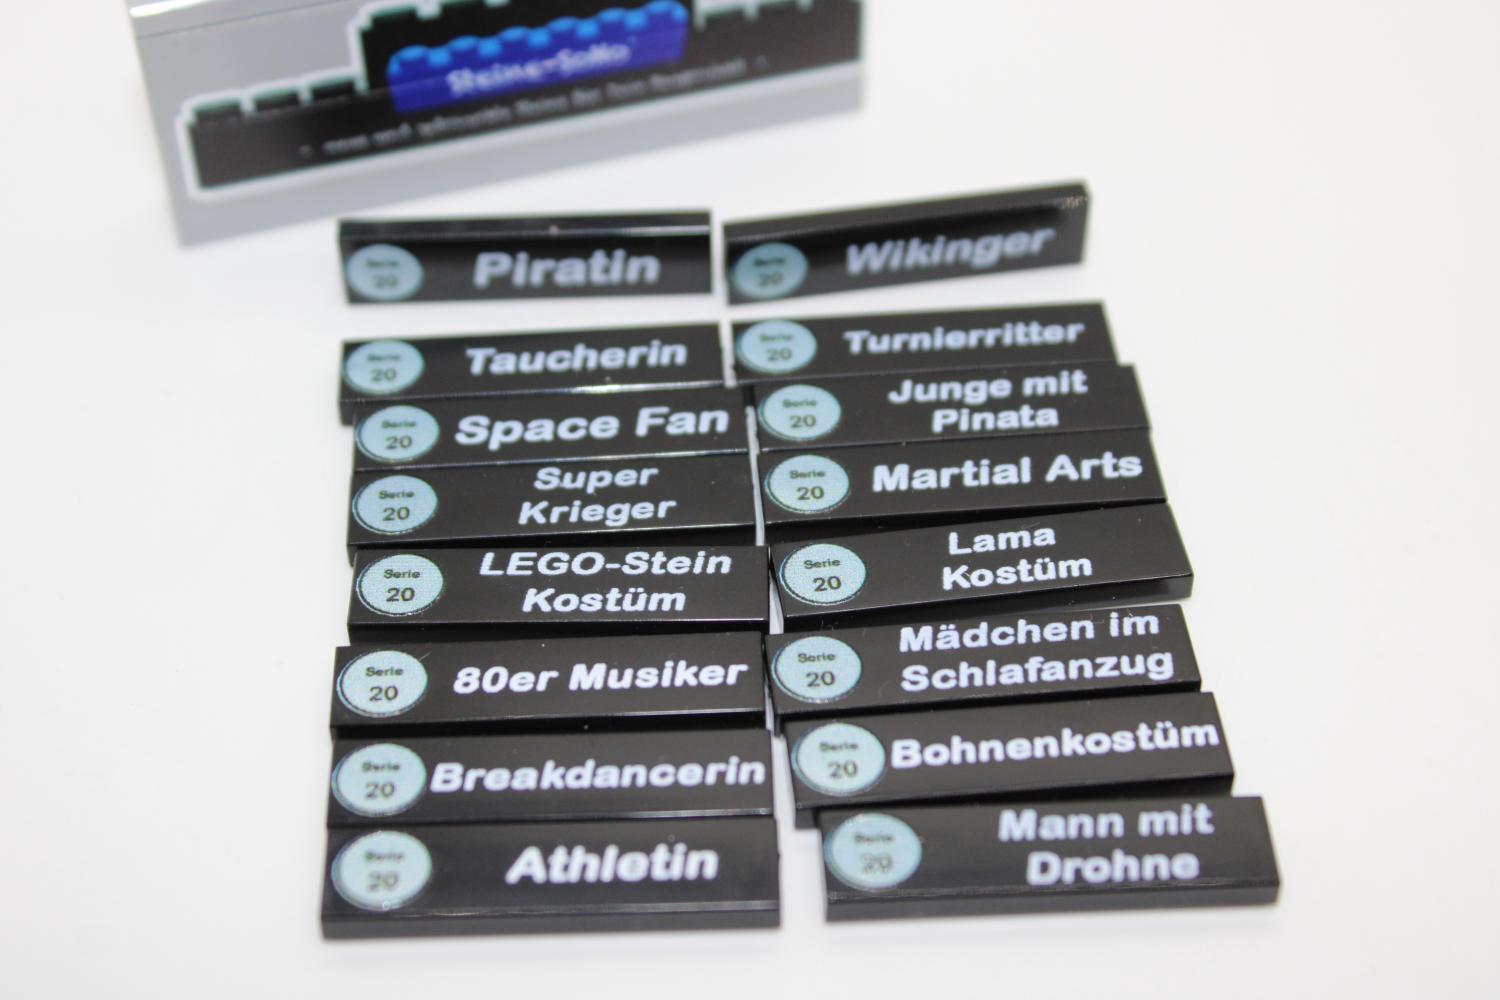 Steine-SoMo
Serie
20
Piratin
Serie
20
Wikinger
Serie
20
Taucherin
Serie
20
Turnierritter
Serie
20
Space Fan
Serie
20
Junge mit
Pinata
Serie
20
Super
Krieger
Serie
20
Martial Arts
Serie
20
LEGO-Stein
Kostüm
Serie
20
Lama
Kostüm
Serie
20
80er Musiker
Serie
20
Mädchen im
Schlafanzug
Serie
20
Breakdancerin
Serie
20
Bohnenkostüm
Serie
20
Athletin
Serie
20
Mann mit
Drohne